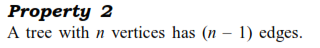 Property 2
A tree with n vertices has (n – 1) edges.